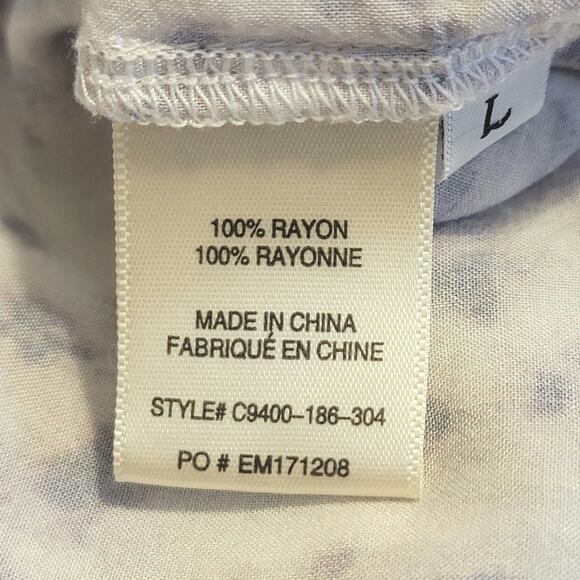 L
100% RAYON
100% RAYONNE
MADE IN CHINA
FABRIQUÉ EN CHINE
STYLE# C9400-186-304
PO # EM171208